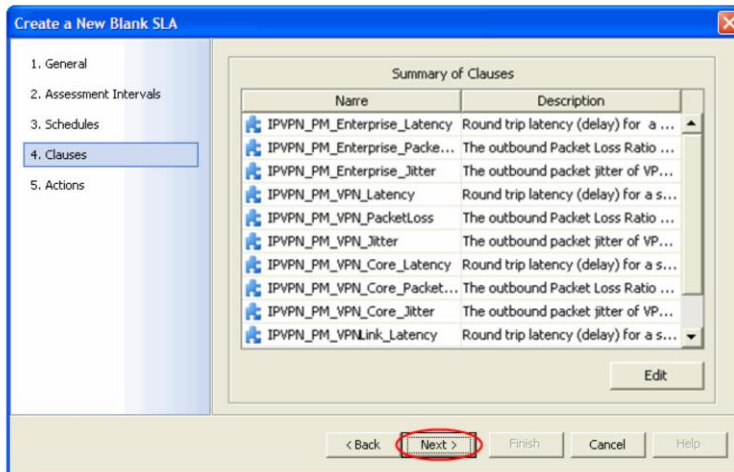 Create a New Blank SLA
1. General
2. Assessment Intervals
3. Schedules
4. Clauses
5. Actions
Summary of Clauses
Name Description
IPVPN_PM_Enterprise_Latency Round trip latency (delay) for a ...
IPVPN_PM_Enterprise_Packe... The outbound Packet Loss Ratio ...
IPVPN_PM_Enterprise_Jitter The outbound packet jitter of VP...
IPVPN_PM_VPN_Latency Round trip latency (delay) for a s...
IPVPN_PM_VPN_PacketLoss The outbound Packet Loss Ratio ...
IPVPN_PM_VPN_Jitter The outbound packet jitter of VP...
IPVPN_PM_VPN_Core_Latency Round trip latency (delay) for a s...
IPVPN_PM_VPN_Core_Packet... The outbound Packet Loss Ratio ...
IPVPN_PM_VPN_Core_Jitter The outbound packet jitter of VP...
IPVPN_PM_VPNLink_Latency Round trip latency (delay) for a s...
Edit
< Back Next > Finish Cancel Help